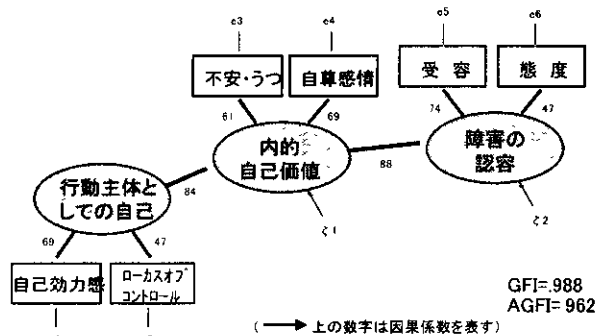 e3
e4
e5
e6
不安・うつ
自尊感情
受 容
態 度
61
69
74
47
内的
自己価値
障害の
認容
88
行動主体と
しての自己
84
ζ1
ζ2
69
47
自己効力感
ローカスオブ
コントロール
GFI=.988
AGFI=.962
( → 上の数字は因果係数を表す)